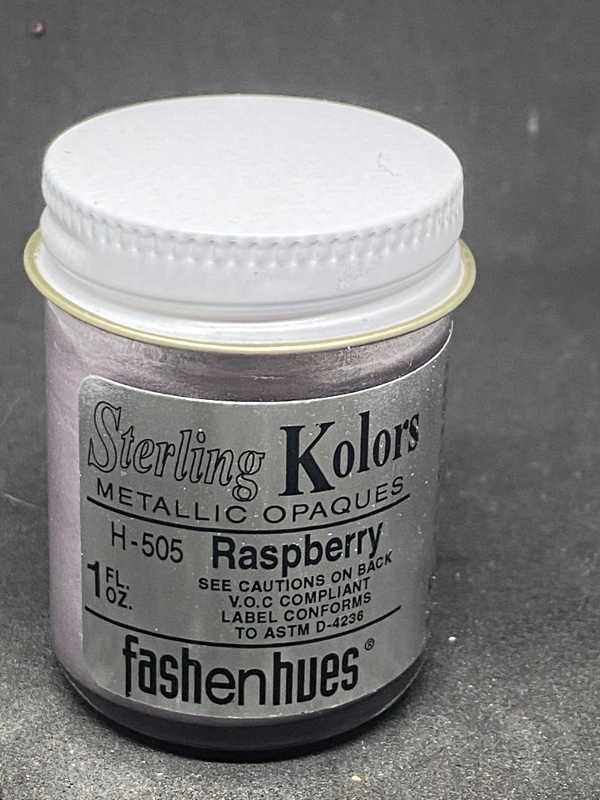 Sterling Kolors
METALLIC OPAQUES
H-505 Raspberry
1 FL. OZ.
SEE CAUTIONS ON BACK
V.O.C COMPLIANT
LABEL CONFORMS
TO ASTM D-4236
fashenhues®